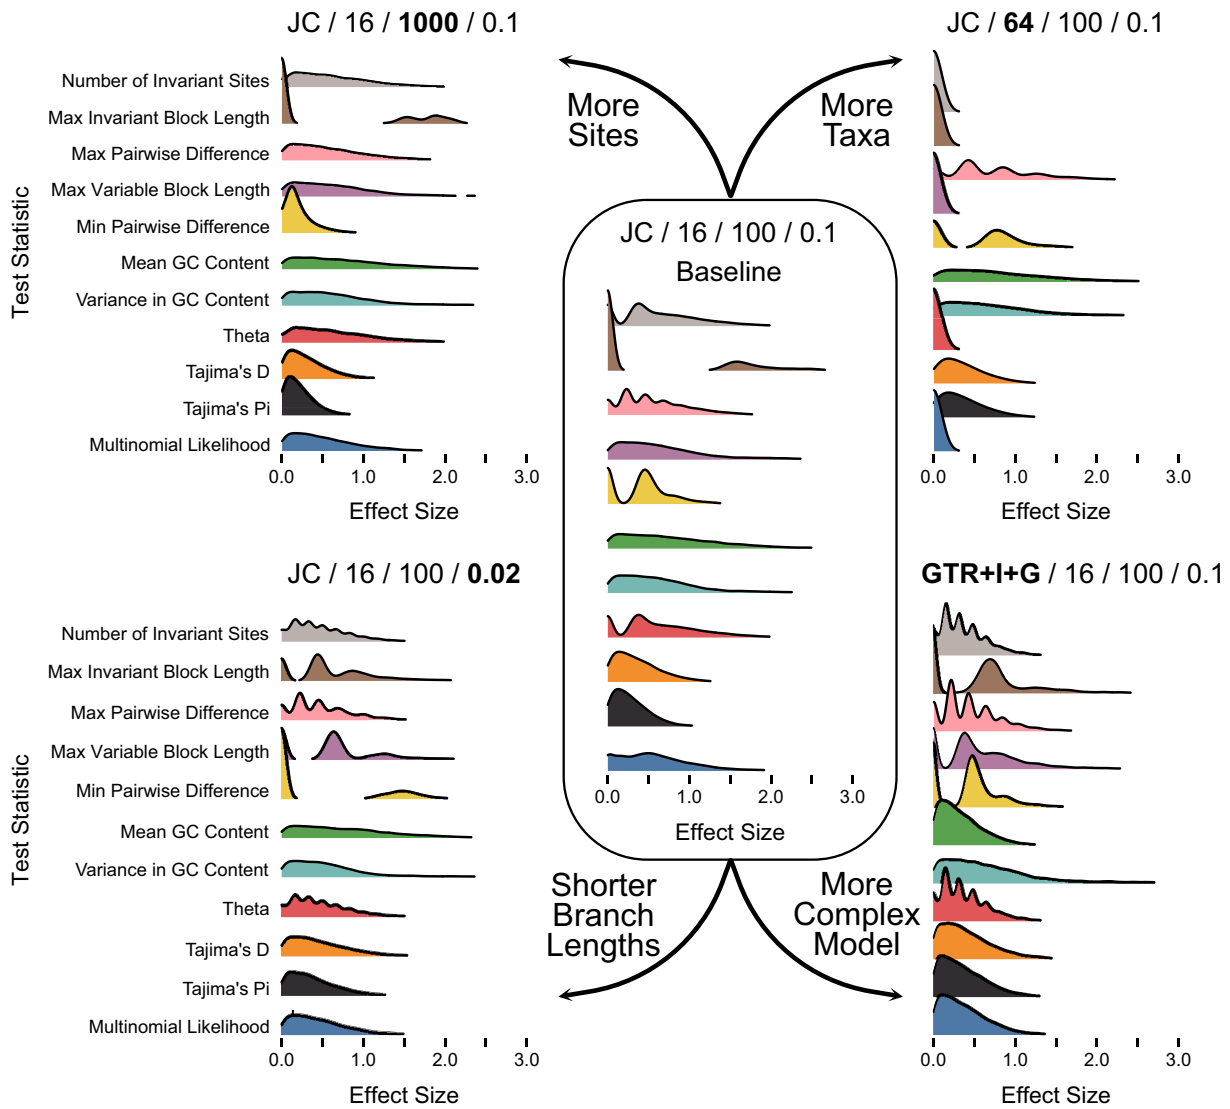 JC / 16 / 1000 / 0.1
JC / 64 / 100 / 0.1
Number of Invariant Sites
Max Invariant Block Length
Max Pairwise Difference
Max Variable Block Length
Min Pairwise Difference
Mean GC Content
Variance in GC Content
Theta
Tajima's D
Tajima's Pi
Multinomial Likelihood
Test Statistic
0.0 1.0 2.0 3.0
Effect Size
More
Sites
More
Taxa
JC / 16 / 100 / 0.1
Baseline
0.0 1.0 2.0 3.0
Effect Size
0.0 1.0 2.0 3.0
Effect Size
JC / 16 / 100 / 0.02
GTR+I+G / 16 / 100 / 0.1
Number of Invariant Sites
Max Invariant Block Length
Max Pairwise Difference
Max Variable Block Length
Min Pairwise Difference
Mean GC Content
Variance in GC Content
Theta
Tajima's D
Tajima's Pi
Multinomial Likelihood
Test Statistic
0.0 1.0 2.0 3.0
Effect Size
Shorter
Branch
Lengths
More
Complex
Model
0.0 1.0 2.0 3.0
Effect Size